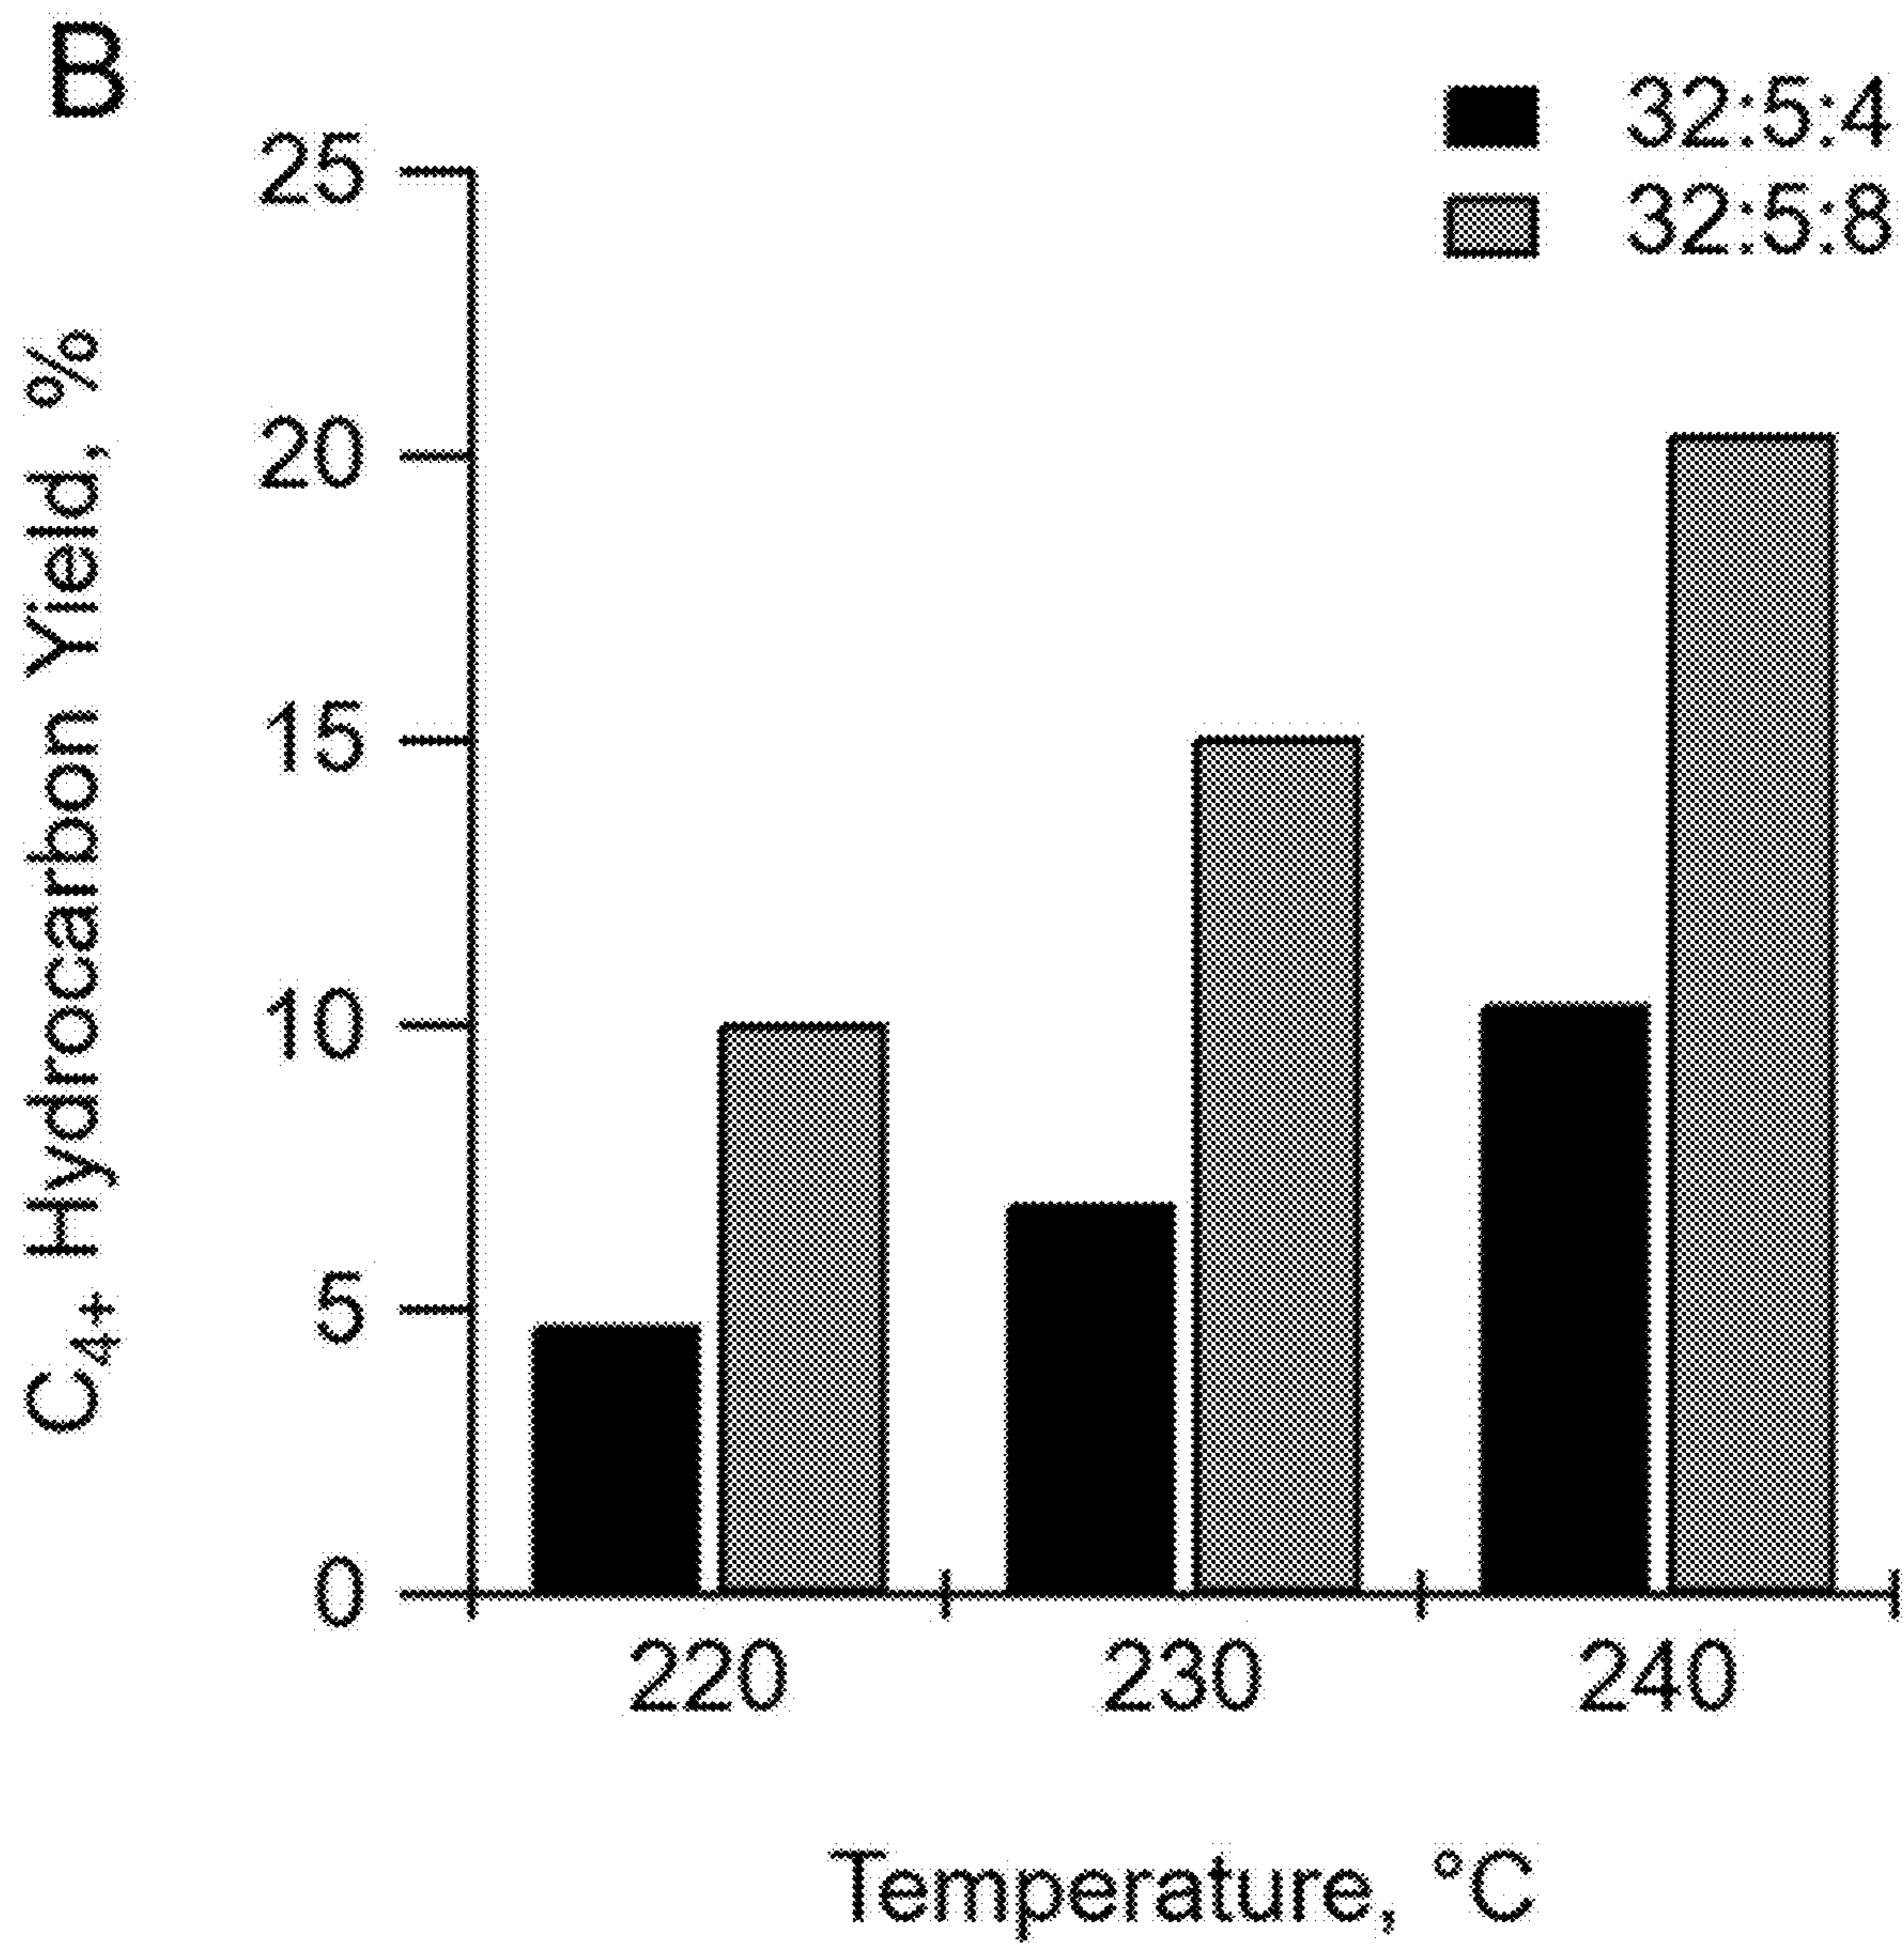 B
32:5:4
32:5:8
C₄₊ Hydrocarbon Yield, %
25
20
15
10
5
0
220 230 240
Temperature, °C